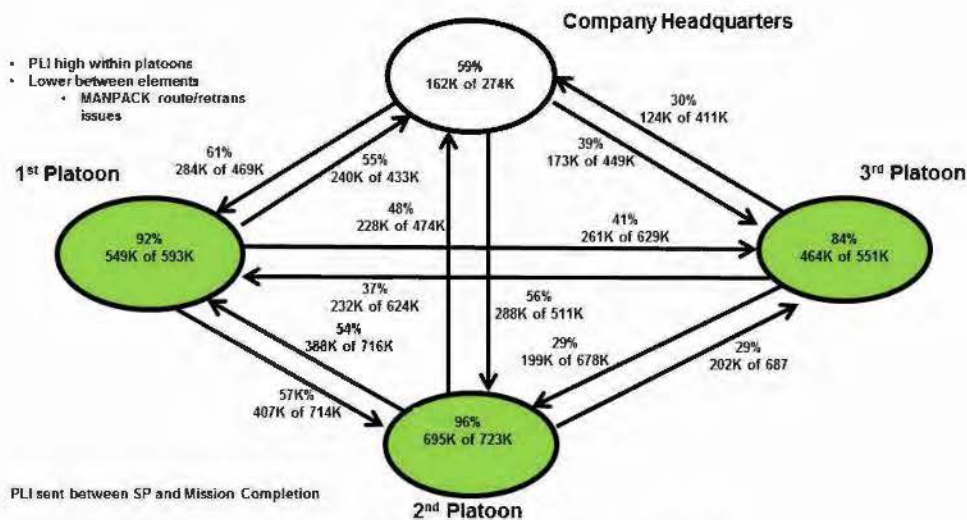 Company Headquarters
• PLI high within platoons
• Lower between elements
• MANPACK route/retrans
issues
59%
162K of 274K
30%
124K of 411K
39%
173K of 449K
61%
284K of 469K
55%
240K of 433K
1st Platoon
3rd Platoon
48%
228K of 474K
41%
261K of 629K
92%
549K of 593K
84%
464K of 551K
37%
232K of 624K
56%
288K of 511K
54%
388K of 716K
29%
199K of 678K
29%
202K of 687
57K%
407K of 714K
96%
695K of 723K
PLI sent between SP and Mission Completion
2nd Platoon